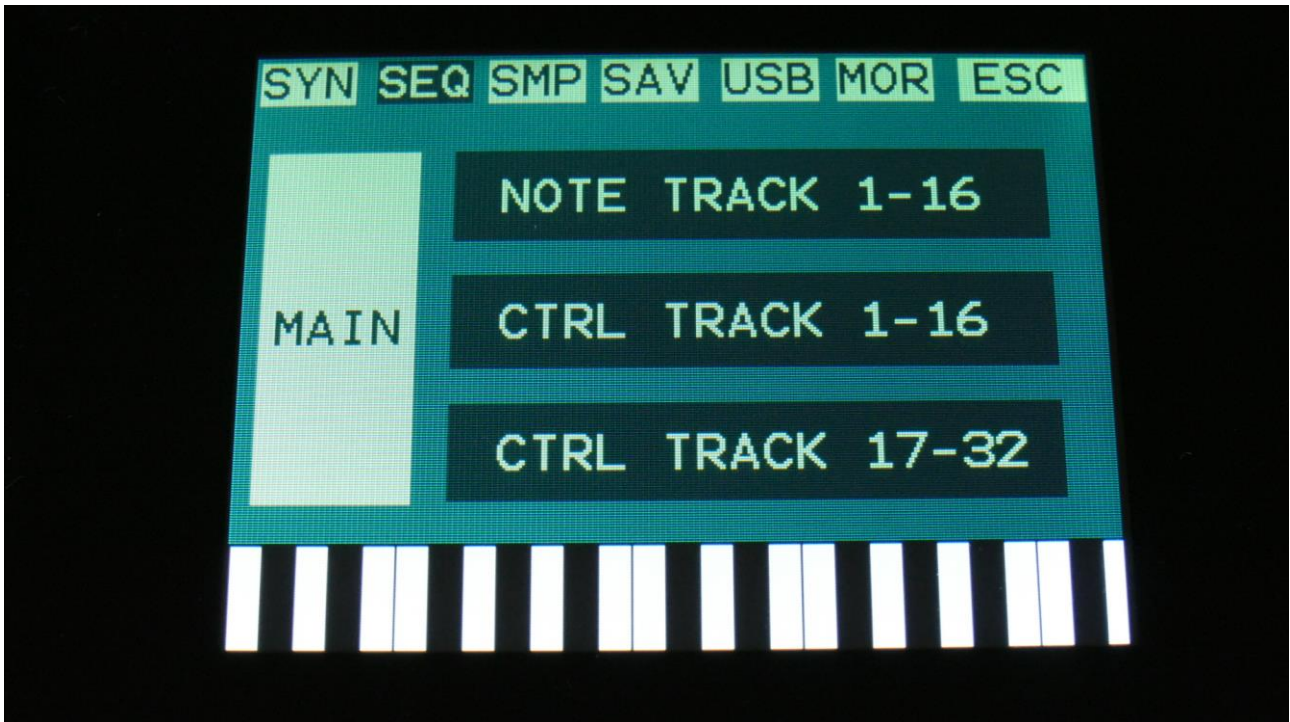 SYN SEQ SMP SAV USB MOR ESC
NOTE TRACK 1-16
MAIN
CTRL TRACK 1-16
CTRL TRACK 17-32